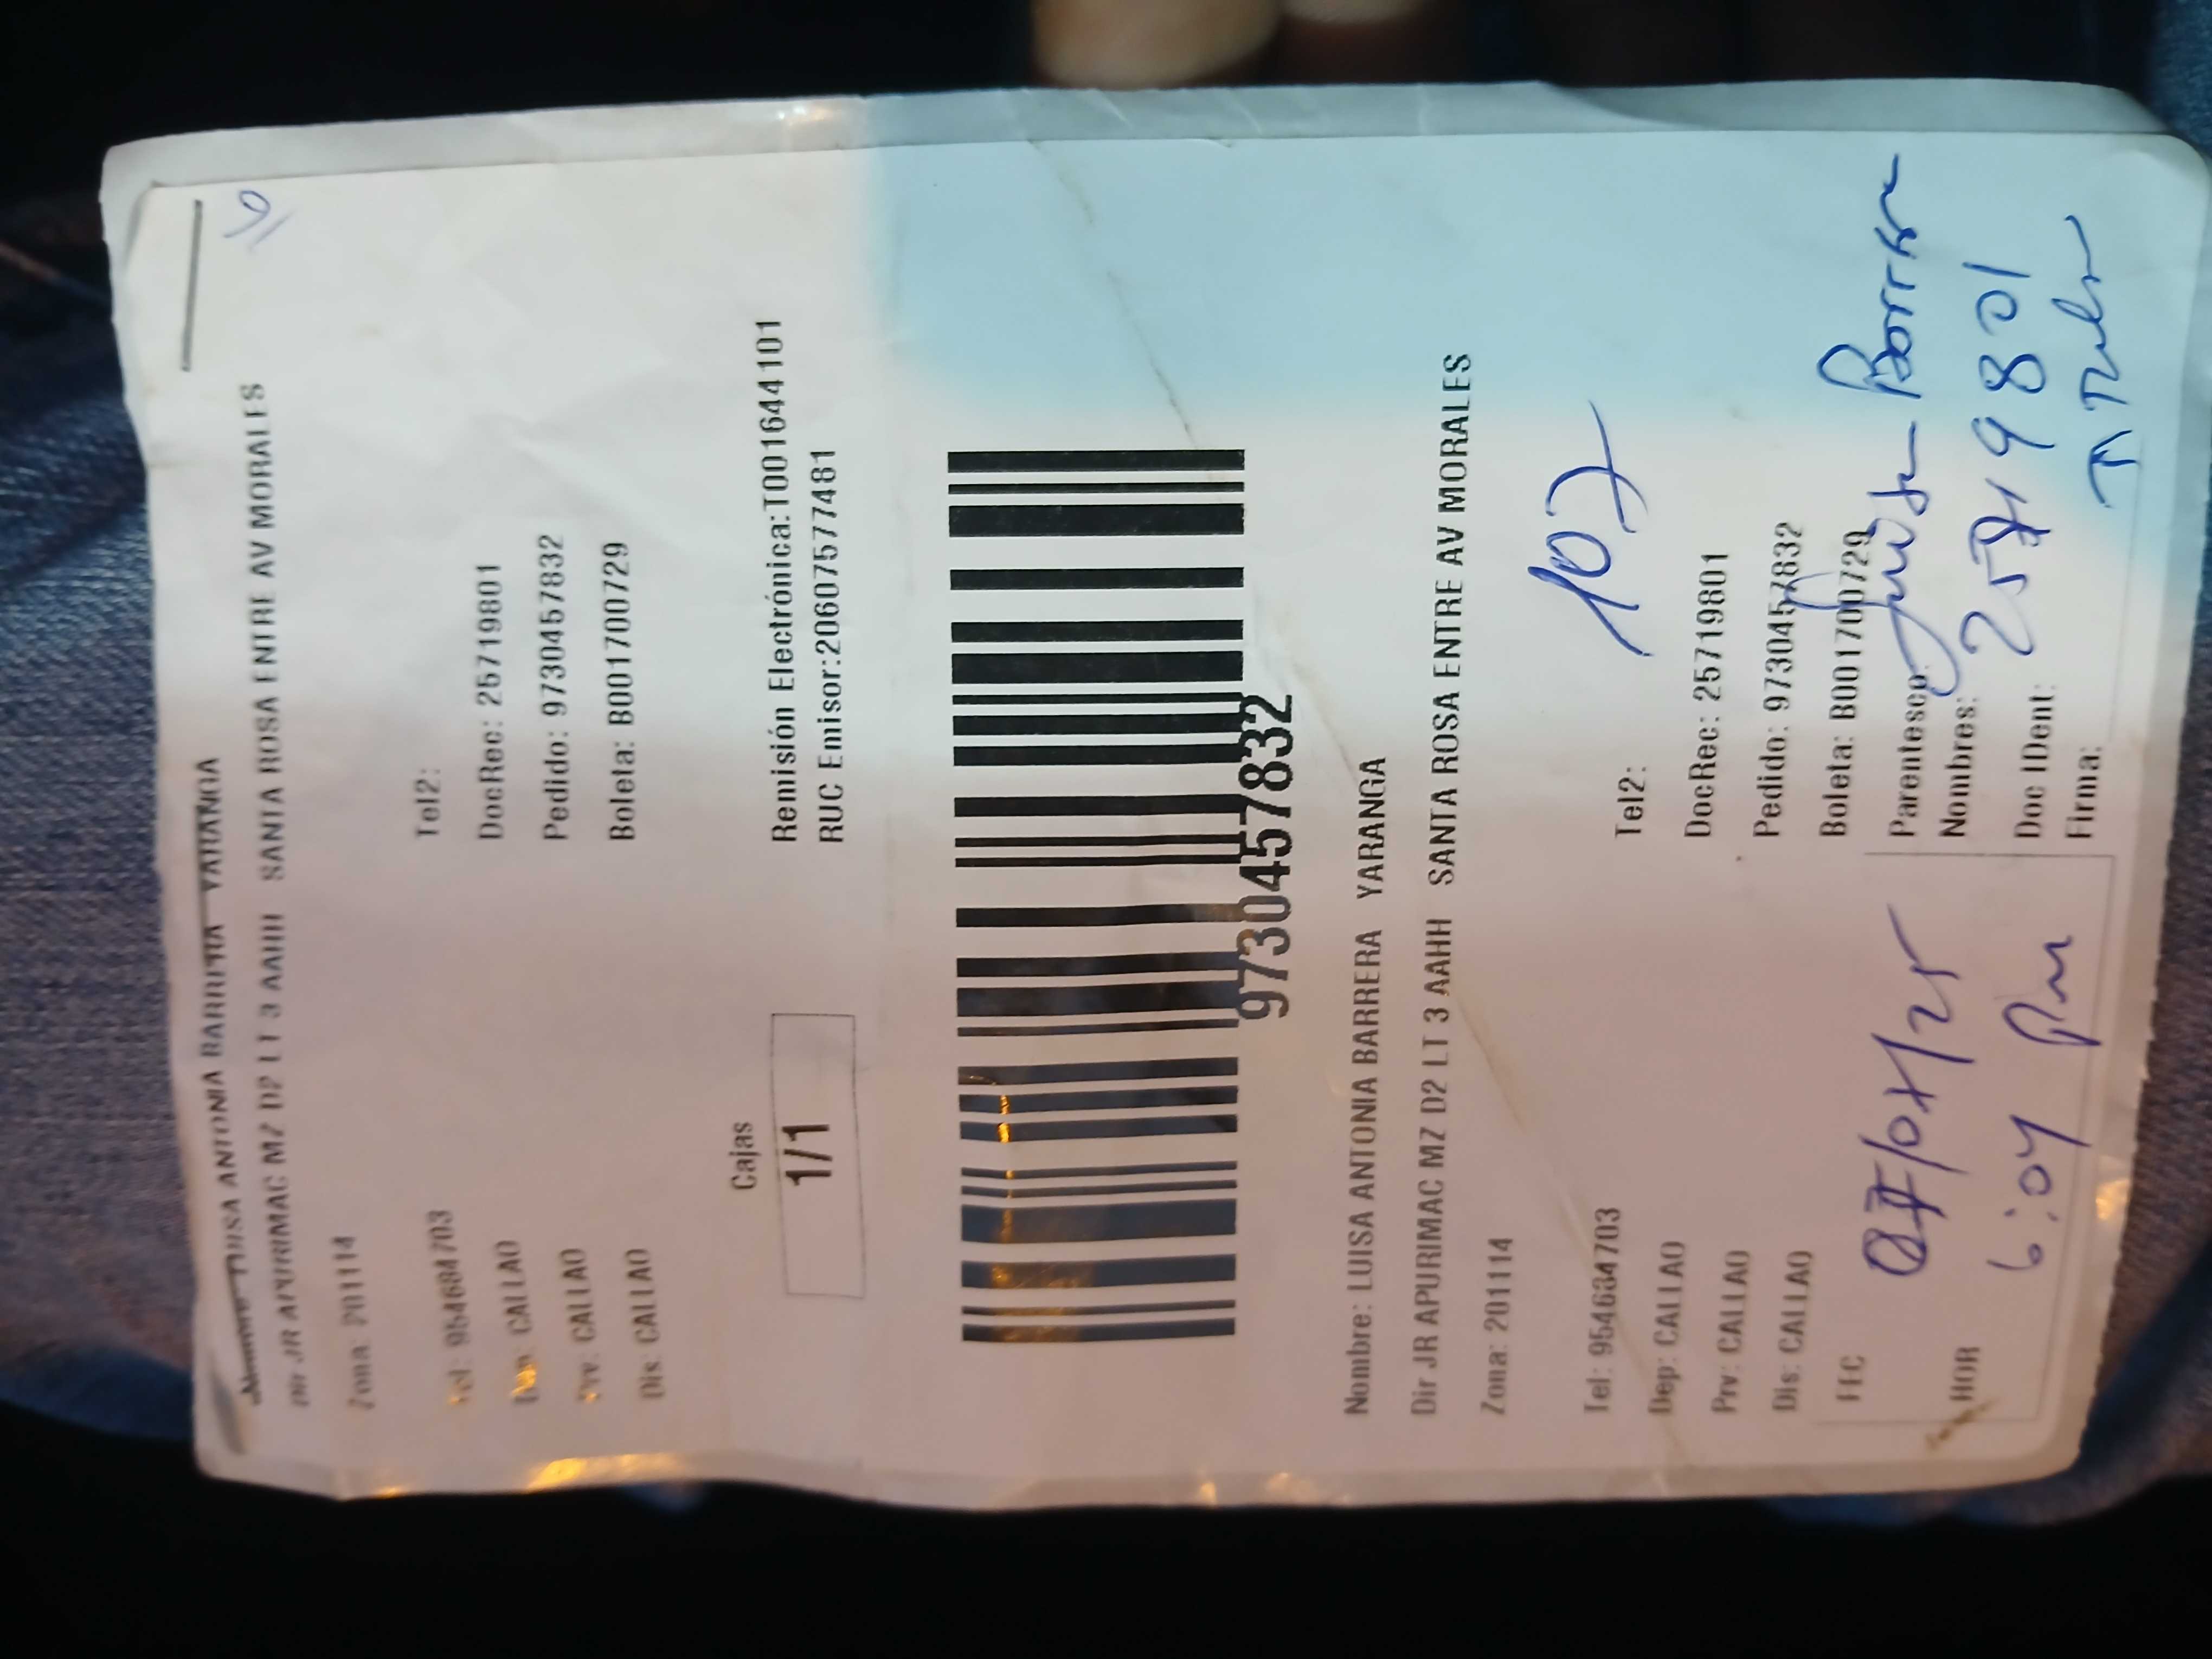 Nombre: LUISA ANTONIA BARRERA YARANGA
Dir JR APURIMAC MZ D2 LT 3 AAHH SANTA ROSA ENTRE AV MORALES
Zona: 201114
Tel: 954684703 Tel2:
Dep: CALLAO DocRec: 25719801
Prv: CALLAO Pedido: 9730457832
Dis: CALLAO Boleta: B001700729
Cajas
1/1
Remisión Electrónica:T001644101
RUC Emisor:20607577481
9730457832
Nombre: LUISA ANTONIA BARRERA YARANGA
Dir JR APURIMAC MZ D2 LT 3 AAHH SANTA ROSA ENTRE AV MORALES
Zona: 201114
107
Tel: 954684703 Tel2:
Dep: CALLAO DocRec: 25719801
Prv: CALLAO Pedido: 9730457832
Dis: CALLAO Boleta: B001700729
FEC Parentesco:
Nombres:
HOR 6:04 pm Doc IDent: 25719801
Firma: